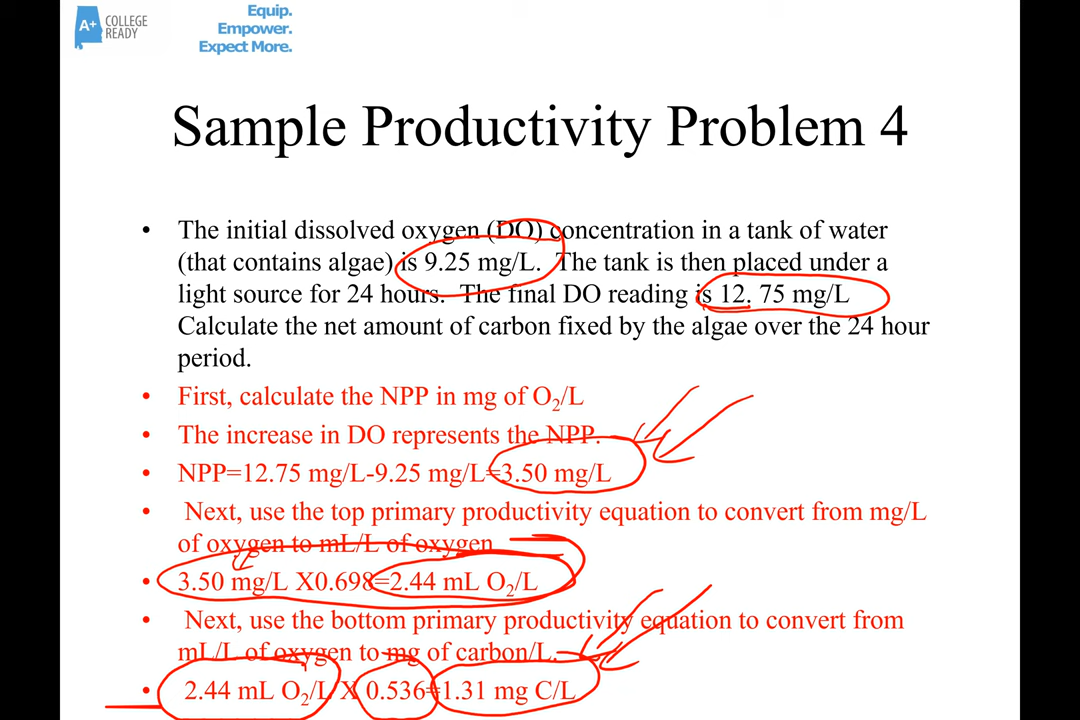 A+ COLLEGE
READY
Equip.
Empower.
Expect More.
Sample Productivity Problem 4
• The initial dissolved oxygen (DO) concentration in a tank of water
(that contains algae) is 9.25 mg/L. The tank is then placed under a
light source for 24 hours. The final DO reading is 12. 75 mg/L
Calculate the net amount of carbon fixed by the algae over the 24 hour
period.
• First, calculate the NPP in mg of O₂/L
• The increase in DO represents the NPP.
• NPP=12.75 mg/L-9.25 mg/L=3.50 mg/L
• Next, use the top primary productivity equation to convert from mg/L
of oxygen to mL/L of oxygen
• 3.50 mg/L X0.698=2.44 mL O₂/L
• Next, use the bottom primary productivity equation to convert from
mL/L of oxygen to mg of carbon/L.
• 2.44 mL O₂/L X 0.536=1.31 mg C/L